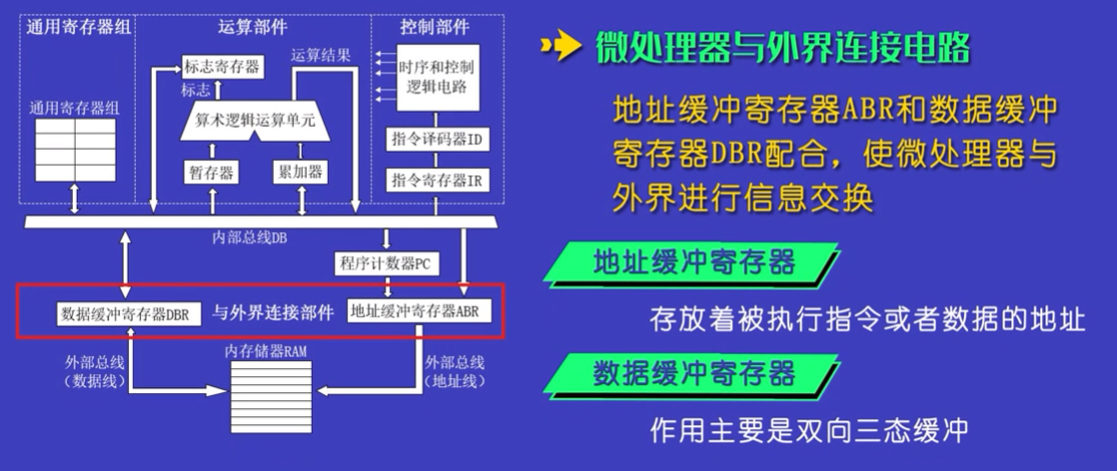 通用寄存器组
运算部件
控制部件
标志寄存器
运算结果
时序和控制
逻辑电路
标志
通用寄存器组
算术逻辑运算单元
指令译码器ID
暂存器
累加器
指令寄存器IR
内部总线DB
程序计数器PC
数据缓冲寄存器DBR
与外界连接部件
地址缓冲寄存器ABR
外部总线
（数据线）
内存储器RAM
外部总线
（地址线）
微处理器与外界连接电路
地址缓冲寄存器ABR和数据缓冲
寄存器DBR配合，使微处理器与
外界进行信息交换
地址缓冲寄存器
存放着被执行指令或者数据的地址
数据缓冲寄存器
作用主要是双向三态缓冲